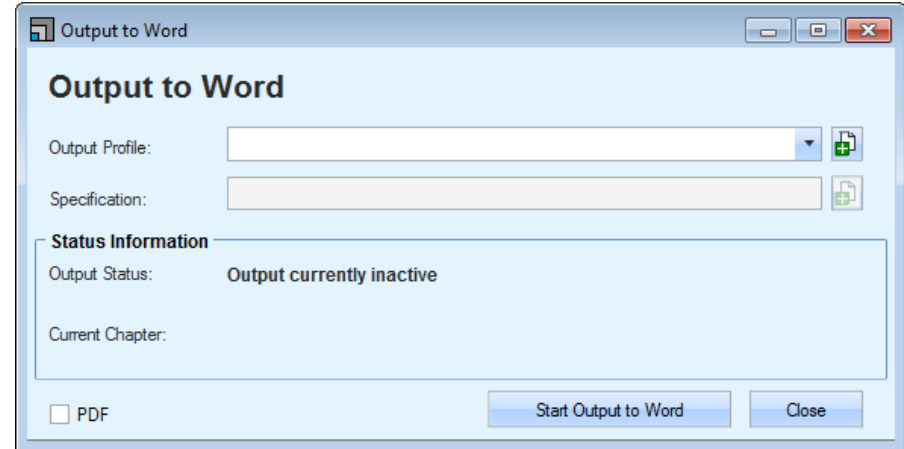 Output to Word
Output to Word
Output Profile:
Specification:
Status Information
Output Status: Output currently inactive
Current Chapter:
PDF Start Output to Word Close